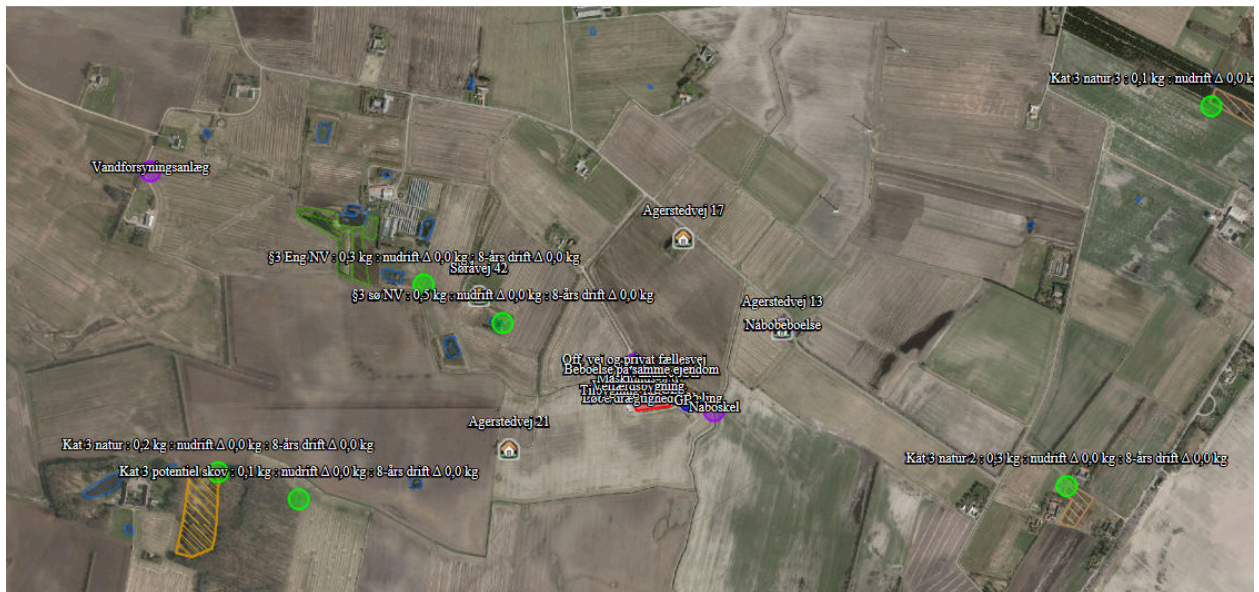 Kat 3 natur 3 : 0,1 kg : nudrift Δ 0,0 k
Vandforsyningsanlæg
Agerstedvej 17
§3 Eng NV : 0,3 kg : nudrift Δ 0,0 kg : 8-års drift Δ 0,0 kg
Søråvej 42
§3 sø NV : 0,5 kg : nudrift Δ 0,0 kg : 8-års drift Δ 0,0 kg
Agerstedvej 13
Nabobeboelse
Off. vej og privat fællesvej
Beboelse på samme ejendom
Velfærdsbygning
Naboskel
Agerstedvej 21
Kat 3 natur : 0,2 kg : nudrift Δ 0,0 kg : 8-års drift Δ 0,0 kg
Kat 3 potentiel skov : 0,1 kg : nudrift Δ 0,0 kg : 8-års drift Δ 0,0 kg
Kat 3 natur 2 : 0,3 kg : nudrift Δ 0,0 kg : 8-års drift Δ 0,0 kg